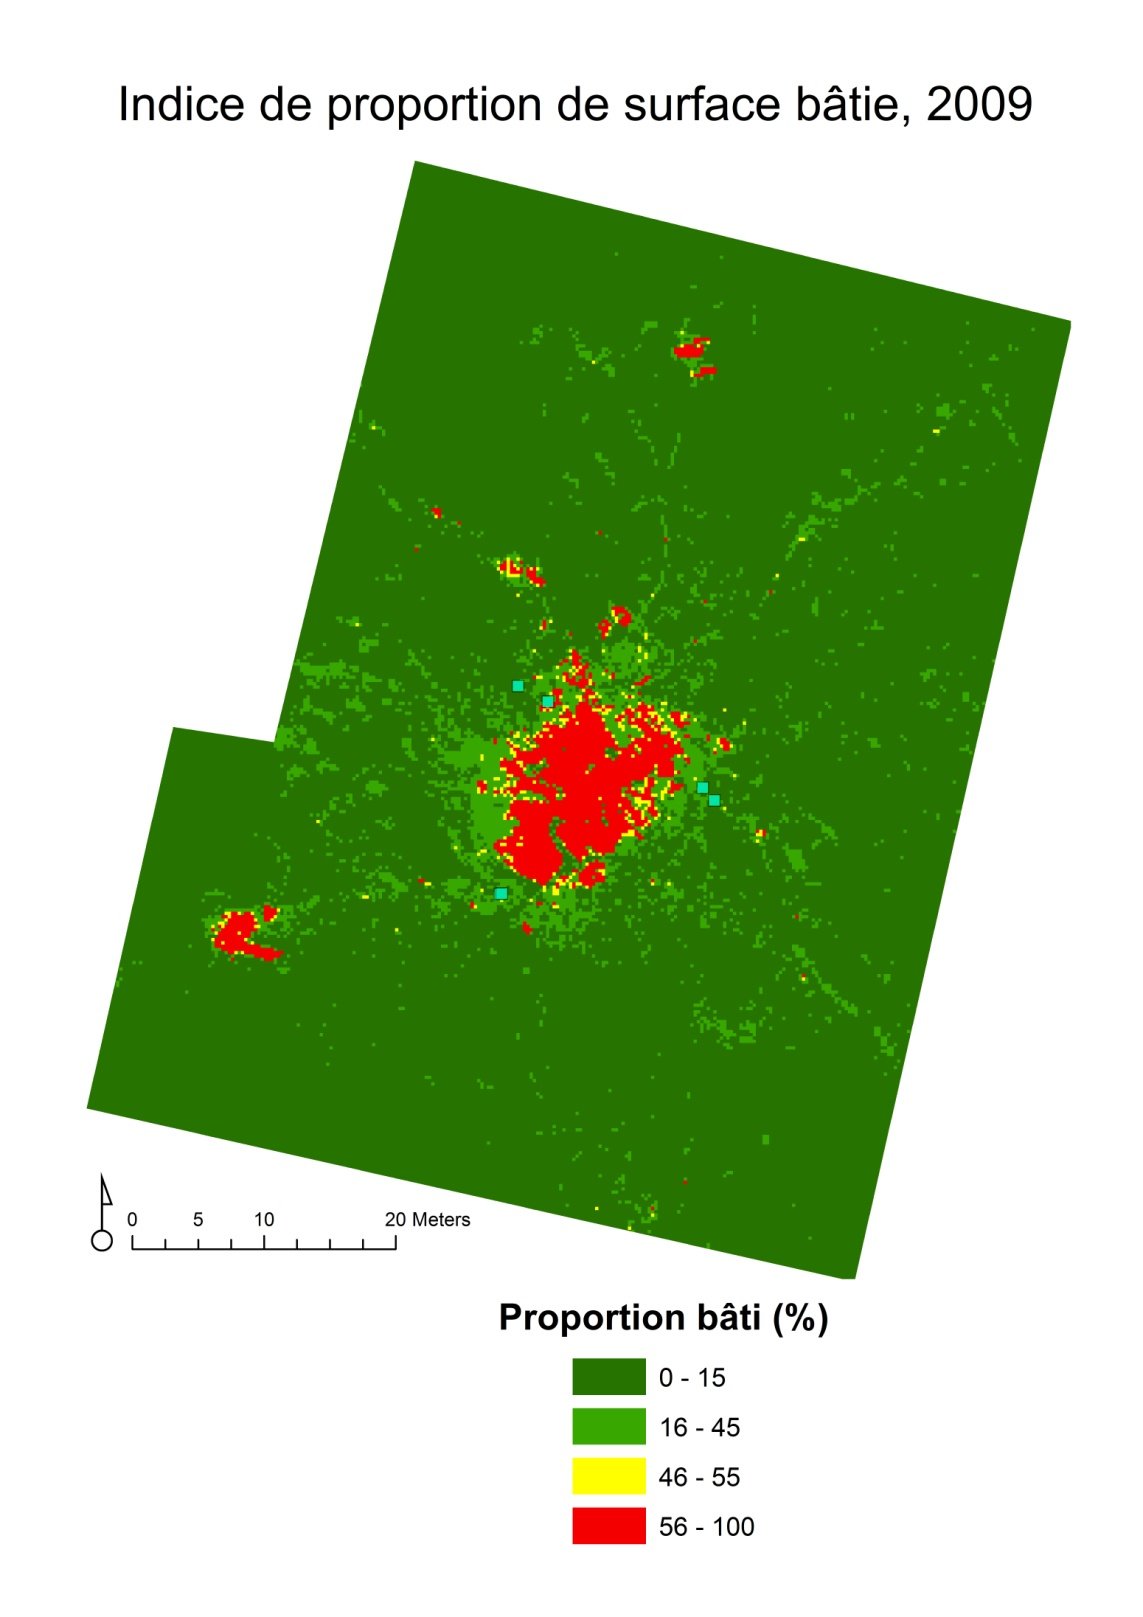 Indice de proportion de surface bâtie, 2009
0 5 10 20 Meters
Proportion bâti (%)
0 - 15
16 - 45
46 - 55
56 - 100